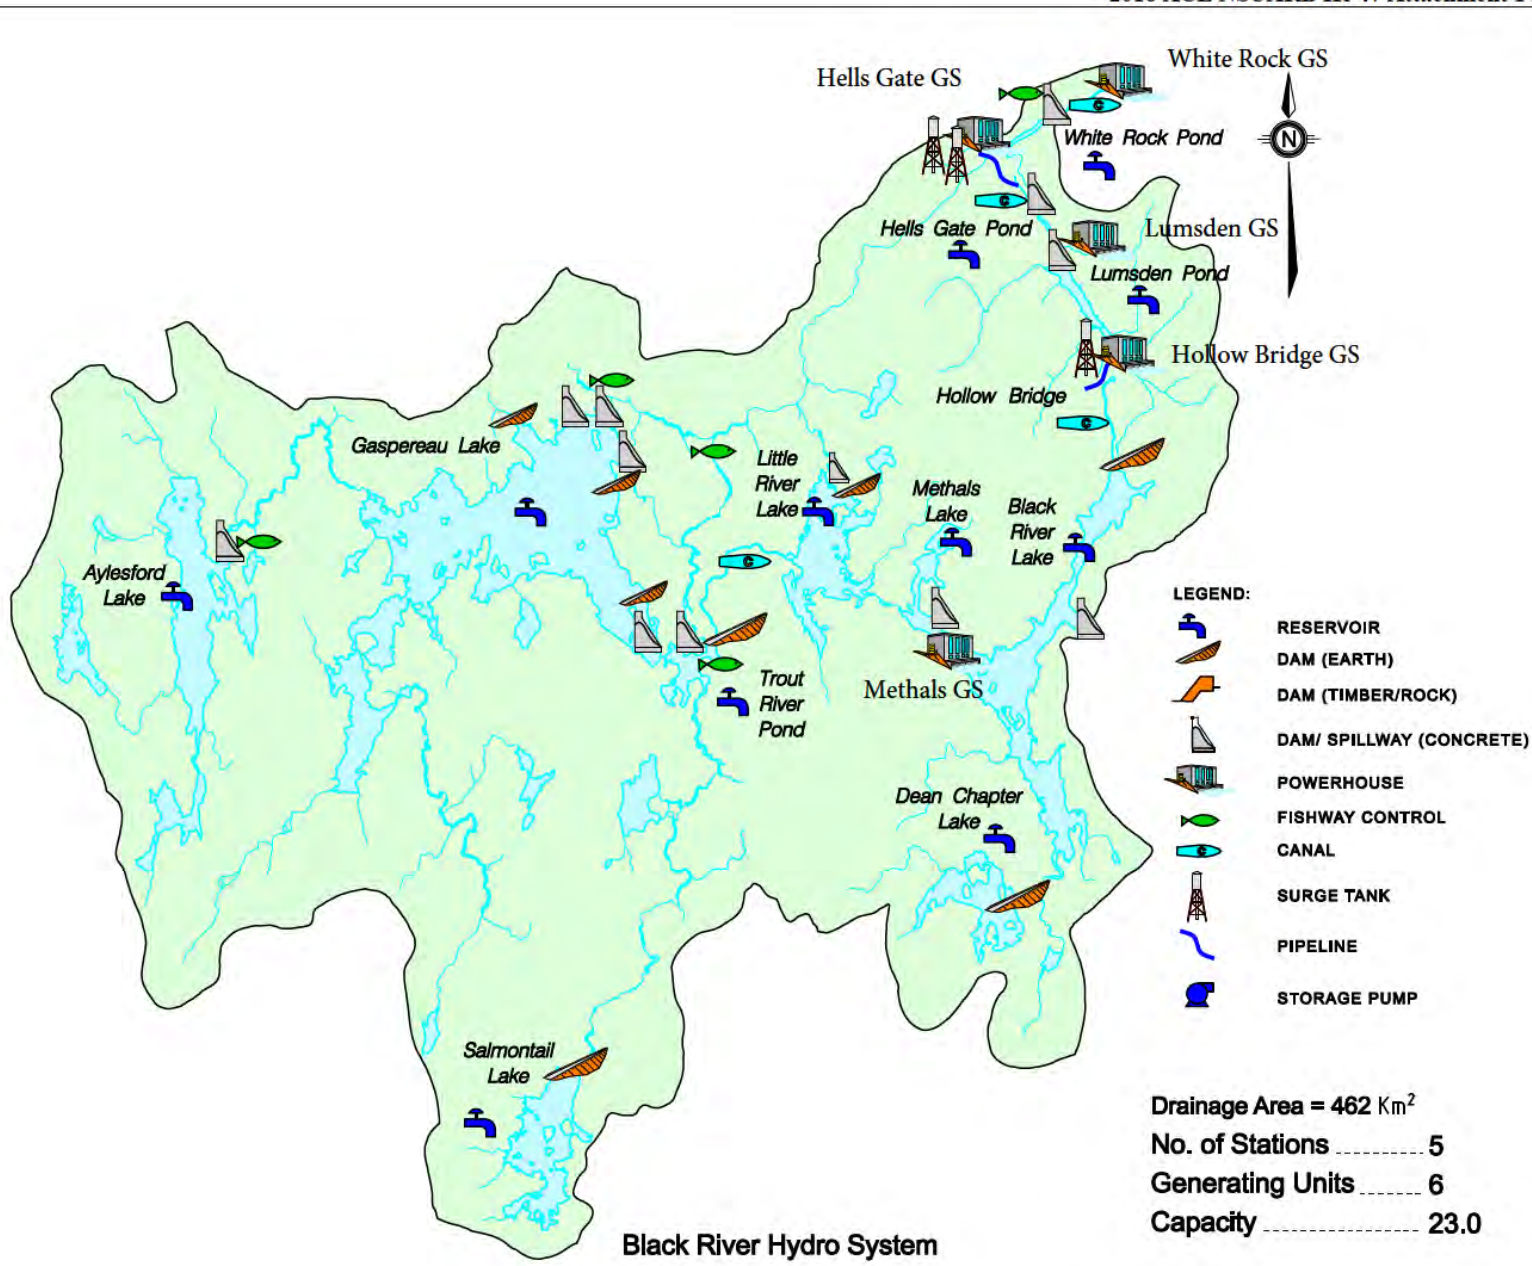 White Rock GS
Hells Gate GS
N
C
White Rock Pond
C
Hells Gate Pond
Lumsden GS
Lumsden Pond
Hollow Bridge GS
Hollow Bridge
C
Gaspereau Lake
Little
River
Lake
Methals
Lake
Black
River
Lake
C
Aylesford
Lake
Methals GS
Trout
River
Pond
Dean Chapter
Lake
Salmontail
Lake
LEGEND:
RESERVOIR
DAM (EARTH)
DAM (TIMBER/ROCK)
DAM/ SPILLWAY (CONCRETE)
POWERHOUSE
FISHWAY CONTROL
C CANAL
SURGE TANK
PIPELINE
STORAGE PUMP
Drainage Area = 462 Km²
No. of Stations ---------- 5
Generating Units ------- 6
Capacity ------------------ 23.0
Black River Hydro System